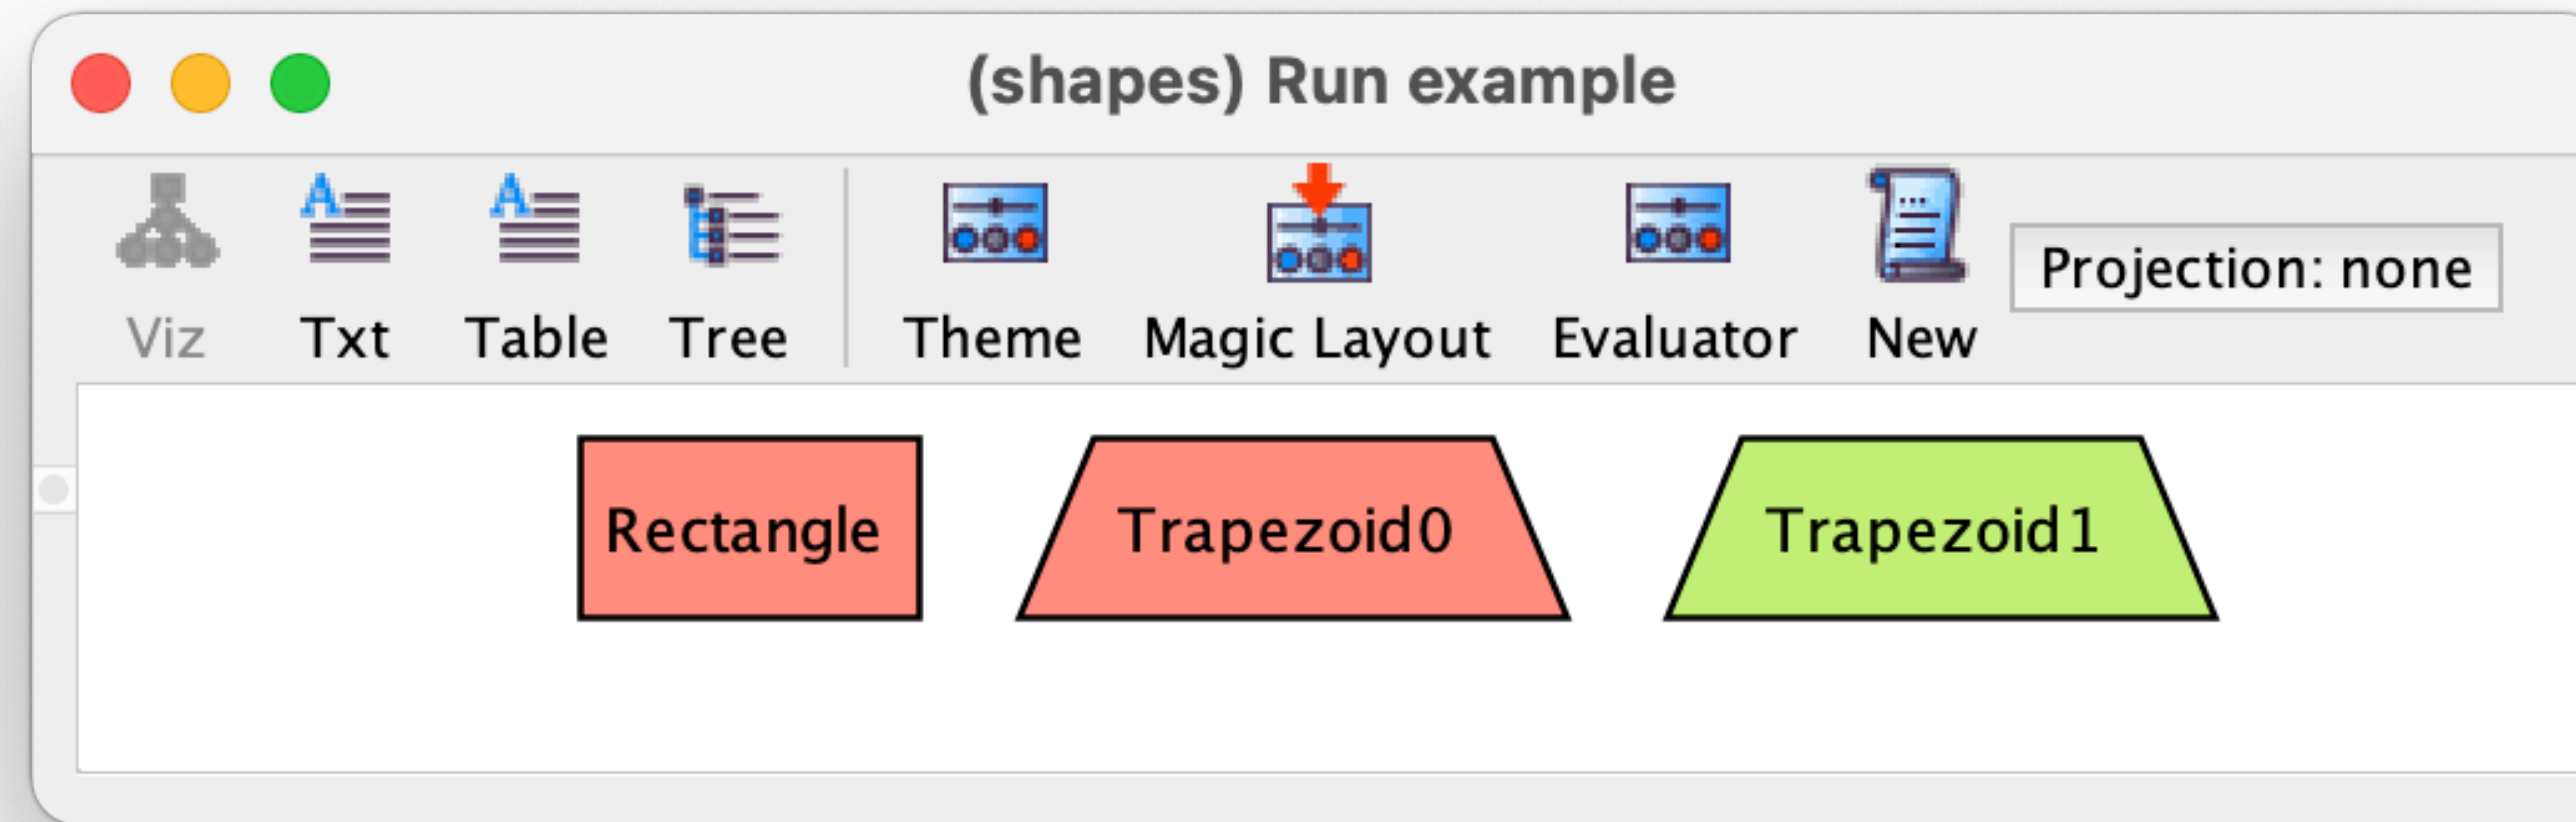 (shapes) Run example
Viz Txt Table Tree Theme Magic Layout Evaluator New Projection: none
Rectangle Trapezoid0 Trapezoid1